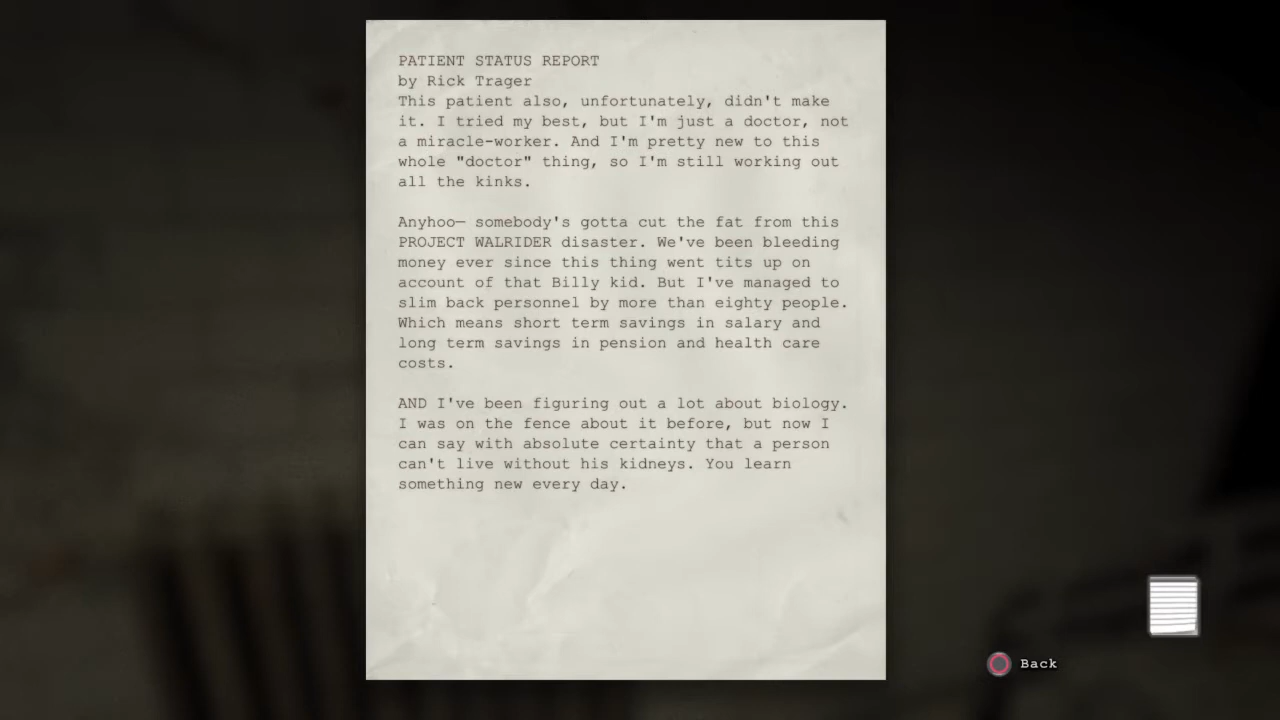 PATIENT STATUS REPORT
by Rick Trager
This patient also, unfortunately, didn't make
it. I tried my best, but I'm just a doctor, not
a miracle-worker. And I'm pretty new to this
whole "doctor" thing, so I'm still working out
all the kinks.
Anyhoo— somebody's gotta cut the fat from this
PROJECT WALRIDER disaster. We've been bleeding
money ever since this thing went tits up on
account of that Billy kid. But I've managed to
slim back personnel by more than eighty people.
Which means short term savings in salary and
long term savings in pension and health care
costs.
AND I've been figuring out a lot about biology.
I was on the fence about it before, but now I
can say with absolute certainty that a person
can't live without his kidneys. You learn
something new every day.
Back